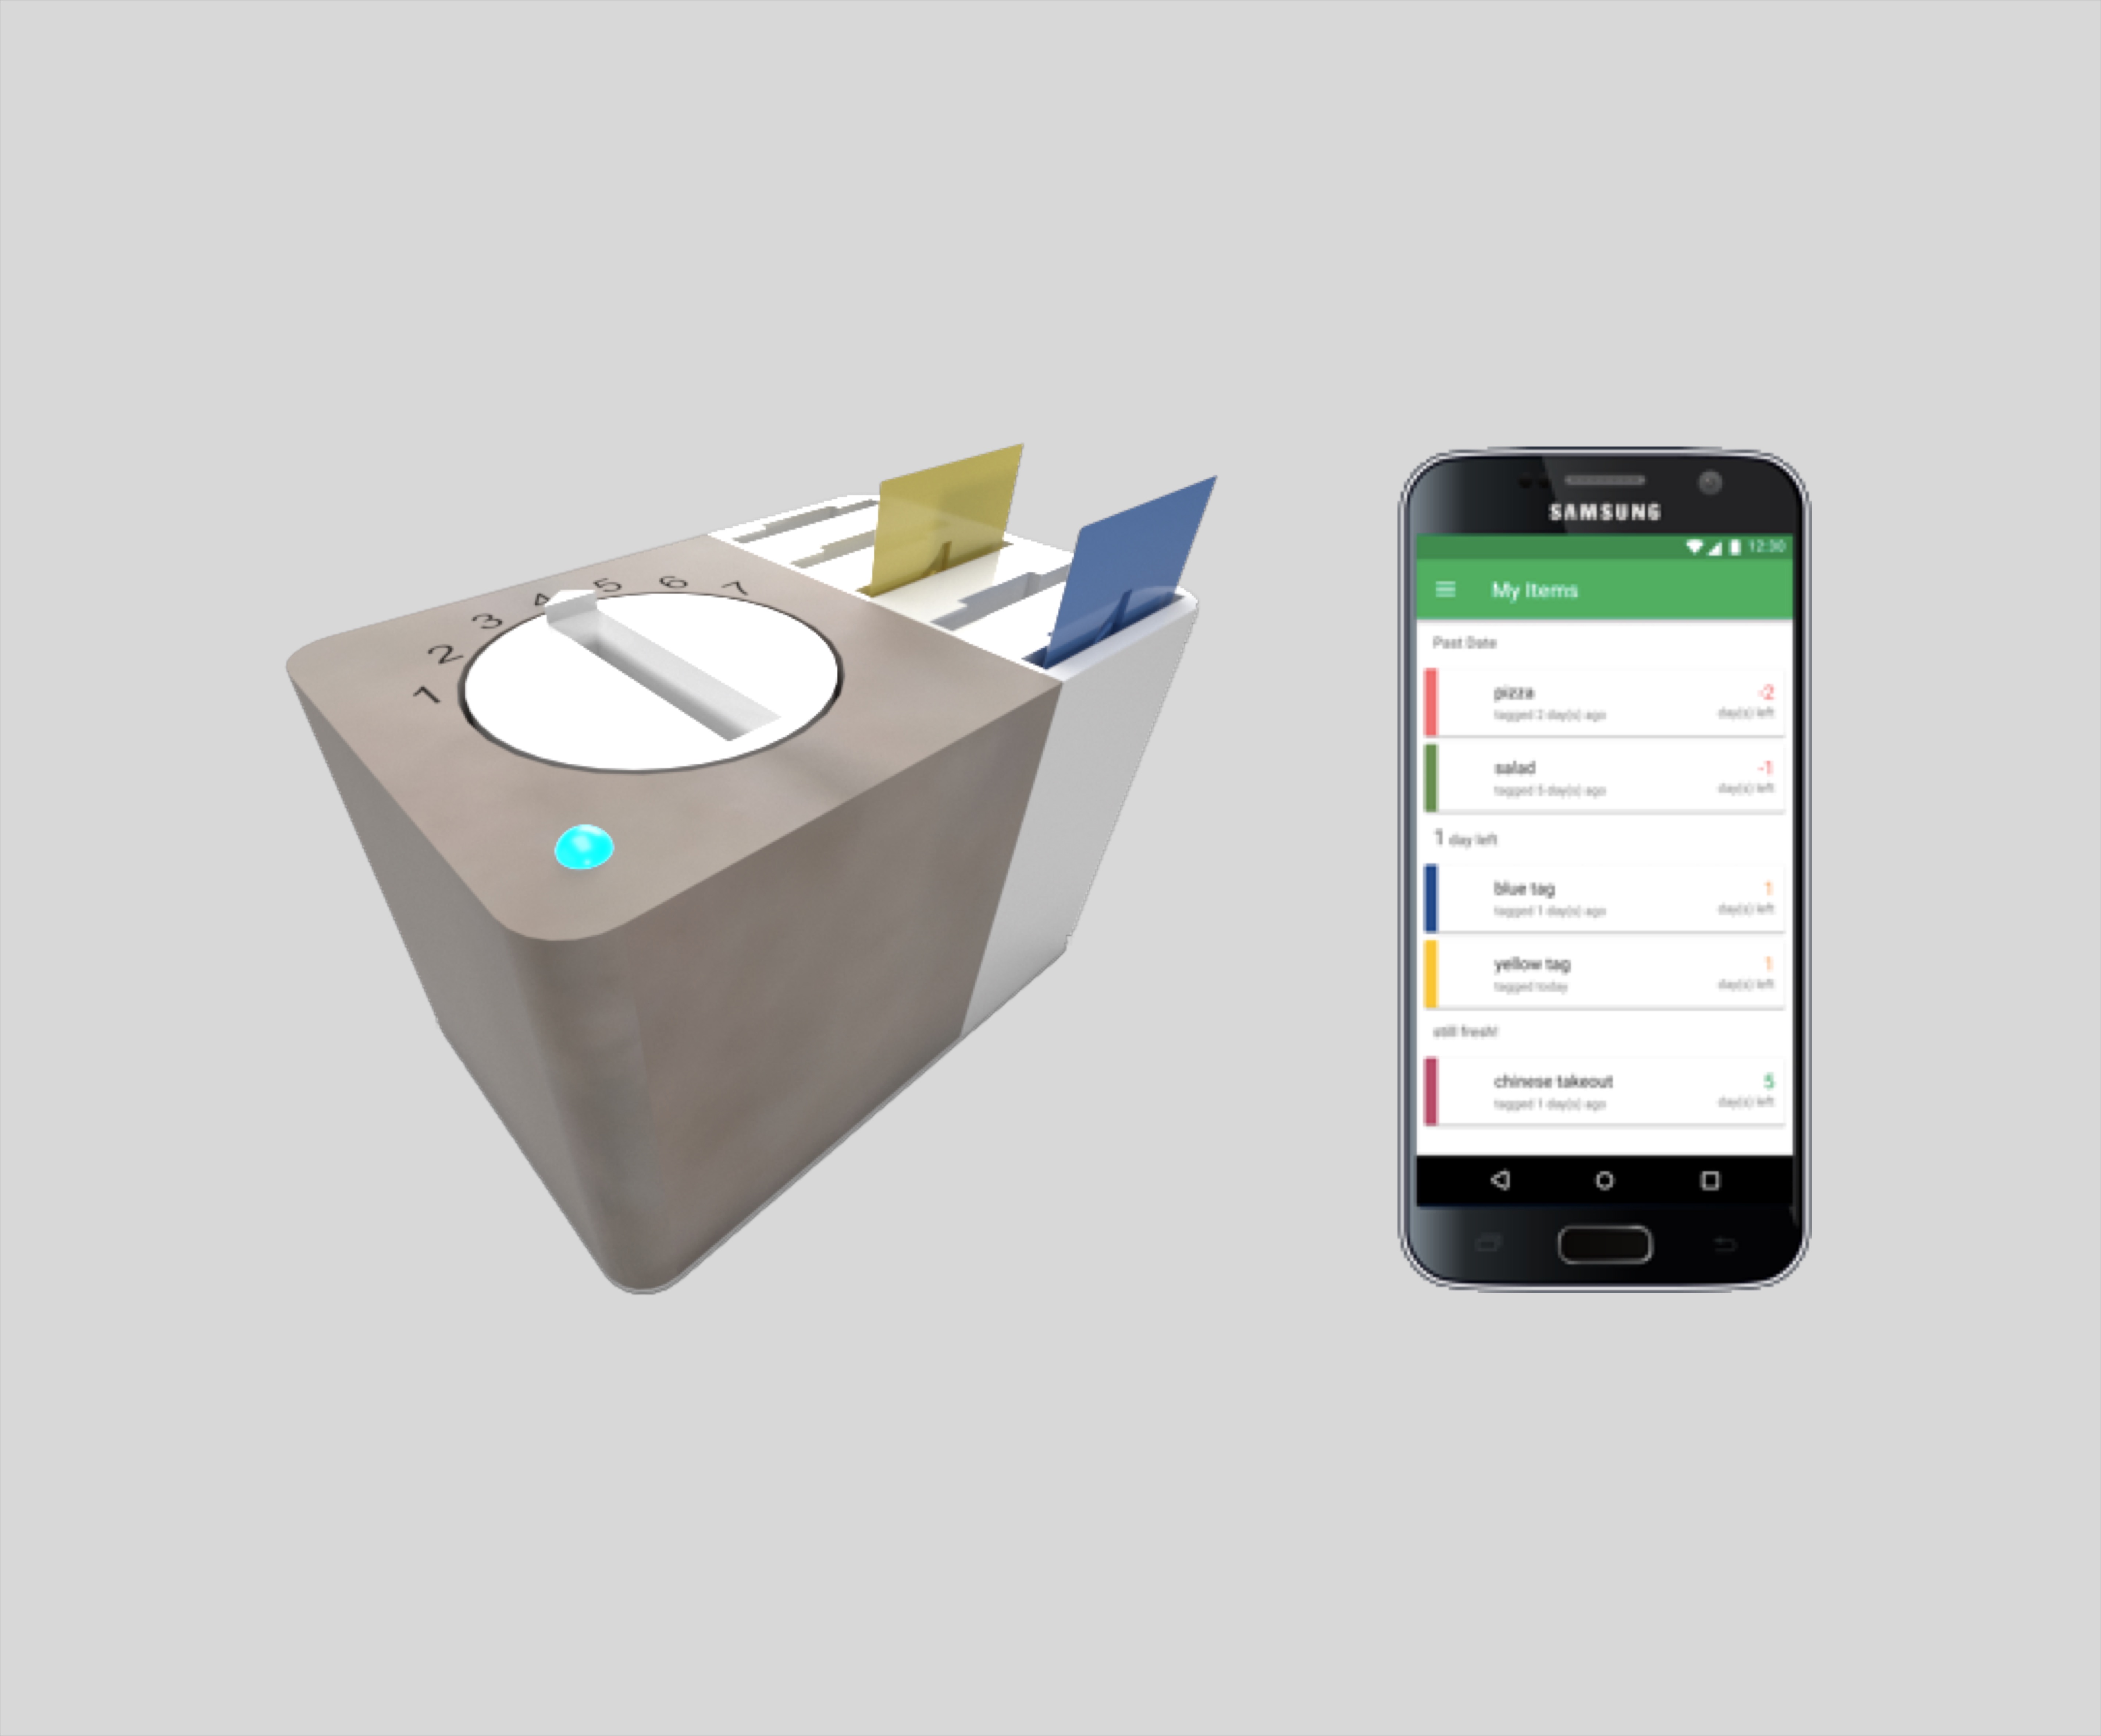 1
2
3
4
5
6
7
SAMSUNG
12:30
My Items
Past Date
pizza
-2
tagged 2 day(s) ago
day(s) left
salad
-1
tagged 5 day(s) ago
day(s) left
1 day left
blue tag
1
tagged 1 day(s) ago
day(s) left
yellow tag
1
tagged today
day(s) left
still fresh!
chinese takeout
5
tagged 1 day(s) ago
day(s) left